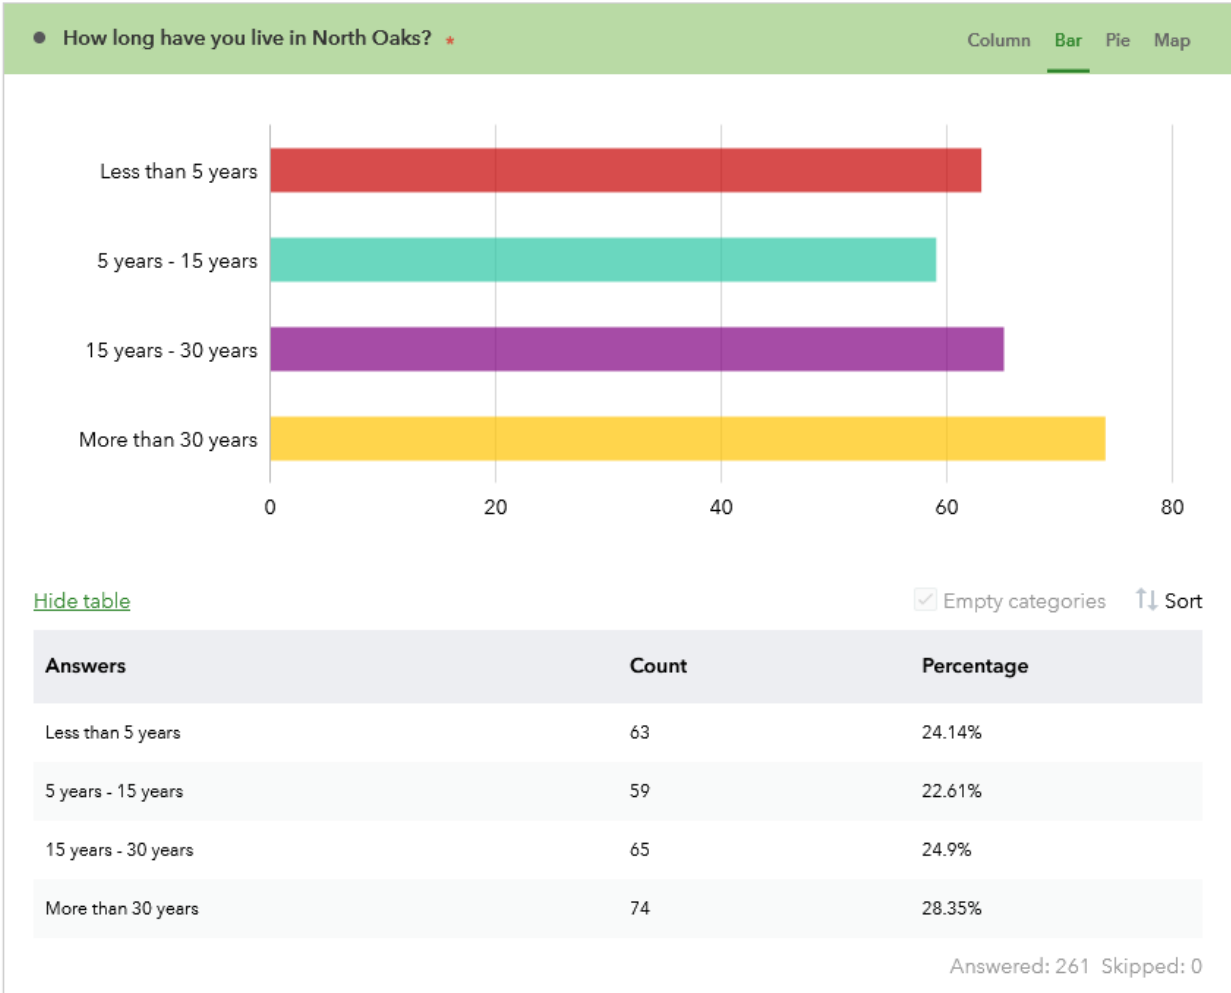 How long have you live in North Oaks? *
Column Bar Pie Map
Less than 5 years
5 years - 15 years
15 years - 30 years
More than 30 years
0 20 40 60 80
Hide table
Empty categories Sort
Answers Count Percentage
Less than 5 years 63 24.14%
5 years - 15 years 59 22.61%
15 years - 30 years 65 24.9%
More than 30 years 74 28.35%
Answered: 261 Skipped: 0